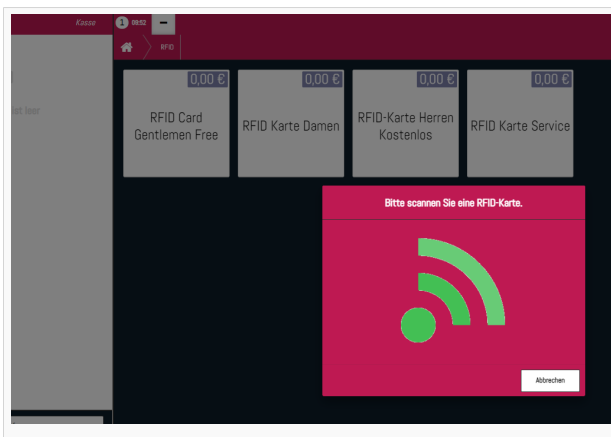 Kasse
1 08:52
RFID
ist leer
0,00 €
RFID Card
Gentlemen Free
0,00 €
RFID Karte Damen
0,00 €
RFID-Karte Herren
Kostenlos
0,00 €
RFID Karte Service
Bitte scannen Sie eine RFID-Karte.
Abbrechen